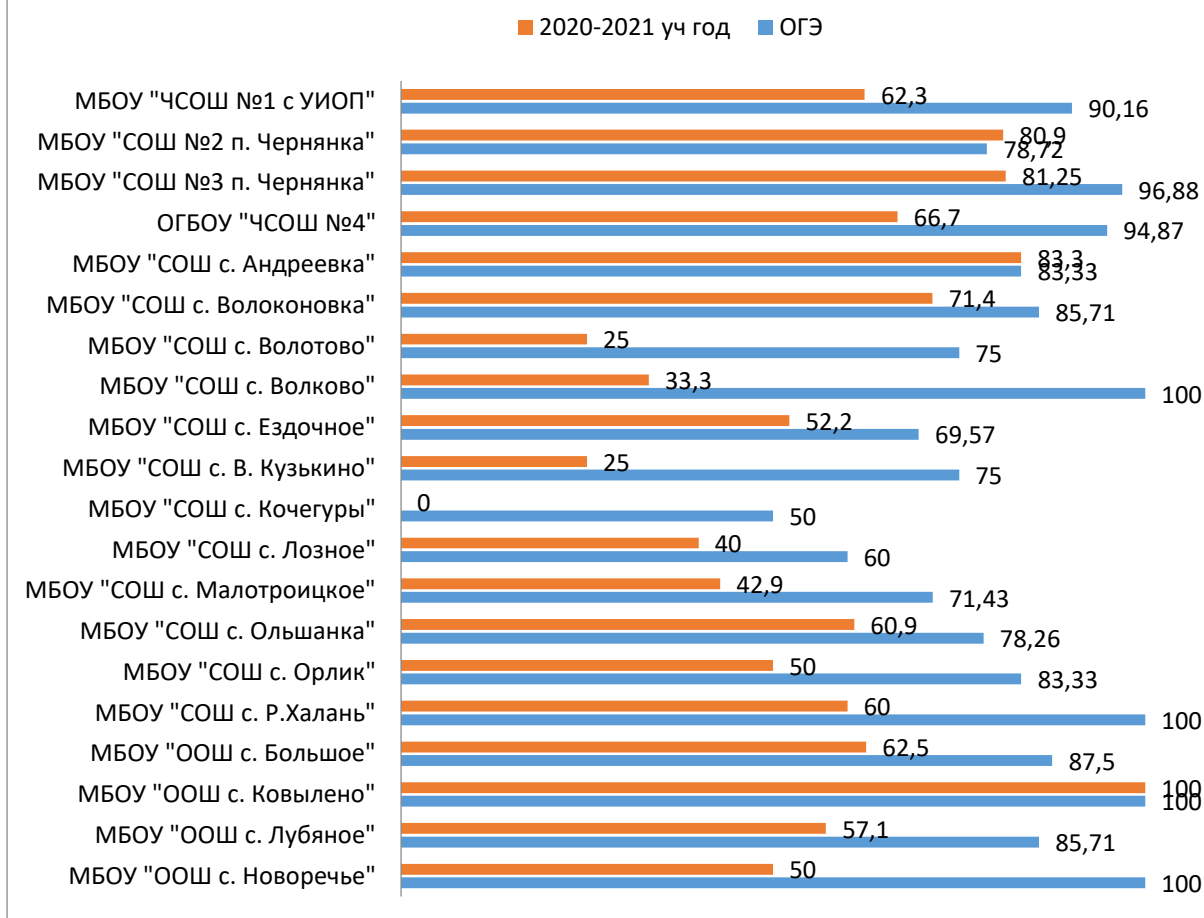 2020-2021 уч год ОГЭ
МБОУ "ЧСОШ №1 с УИОП" 62,3
90,16
МБОУ "СОШ №2 п. Чернянка" 80,9
78,72
МБОУ "СОШ №3 п. Чернянка" 81,25
96,88
ОГБОУ "ЧСОШ №4" 66,7
94,87
МБОУ "СОШ с. Андреевка" 83,3
83,33
МБОУ "СОШ с. Волоконовка" 71,4
85,71
МБОУ "СОШ с. Волотово" 25
75
МБОУ "СОШ с. Волково" 33,3
100
МБОУ "СОШ с. Ездочное" 52,2
69,57
МБОУ "СОШ с. В. Кузькино" 25
75
МБОУ "СОШ с. Кочегуры" 0
50
МБОУ "СОШ с. Лозное" 40
60
МБОУ "СОШ с. Малотроицкое" 42,9
71,43
МБОУ "СОШ с. Ольшанка" 60,9
78,26
МБОУ "СОШ с. Орлик" 50
83,33
МБОУ "СОШ с. Р.Халань" 60
100
МБОУ "ООШ с. Большое" 62,5
87,5
МБОУ "ООШ с. Ковылено" 100
100
МБОУ "ООШ с. Лубяное" 57,1
85,71
МБОУ "ООШ с. Новоречье" 50
100